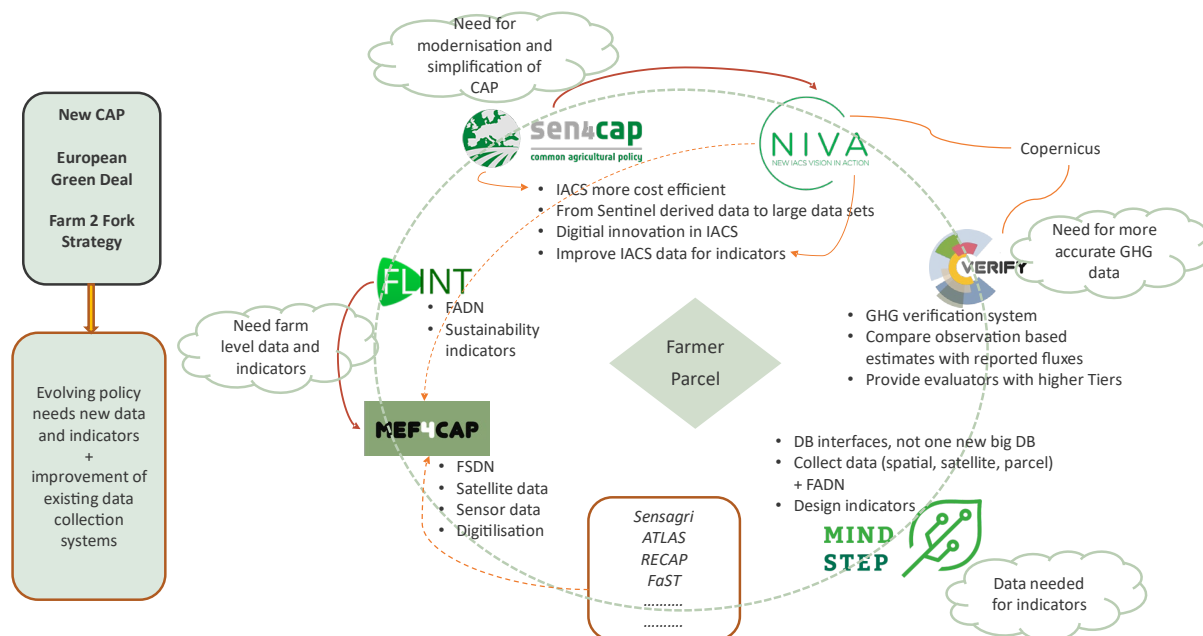 New CAP
European
Green Deal
Farm 2 Fork
Strategy
Evolving policy
needs new data
and indicators
+
improvement of
existing data
collection
systems
Need for
modernisation and
simplification of
CAP
sen4cap
common agricultural policy
NIVA
NEW IACS VISION IN ACTION
Copernicus
• IACS more cost efficient
• From Sentinel derived data to large data sets
• Digitial innovation in IACS
• Improve IACS data for indicators
VERIFY
Need for more
accurate GHG
data
FLINT
• FADN
• Sustainability
indicators
Need farm
level data and
indicators
• GHG verification system
• Compare observation based
estimates with reported fluxes
• Provide evaluators with higher Tiers
Farmer
Parcel
MEF4CAP
• FSDN
• Satellite data
• Sensor data
• Digitilisation
• DB interfaces, not one new big DB
• Collect data (spatial, satellite, parcel)
+ FADN
• Design indicators
Sensagri
ATLAS
RECAP
FaST
……….
……….
MIND
STEP
Data needed
for indicators